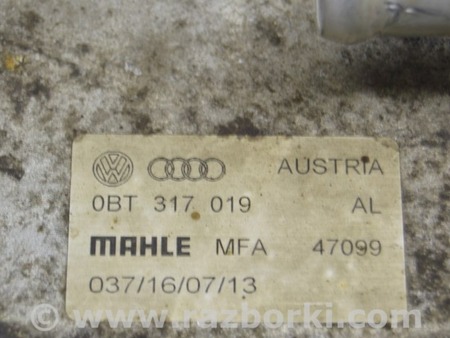 AUSTRIA
0BT 317 019 AL
MAHLE MFA 47099
037/16/07/13
© www.razborki.com